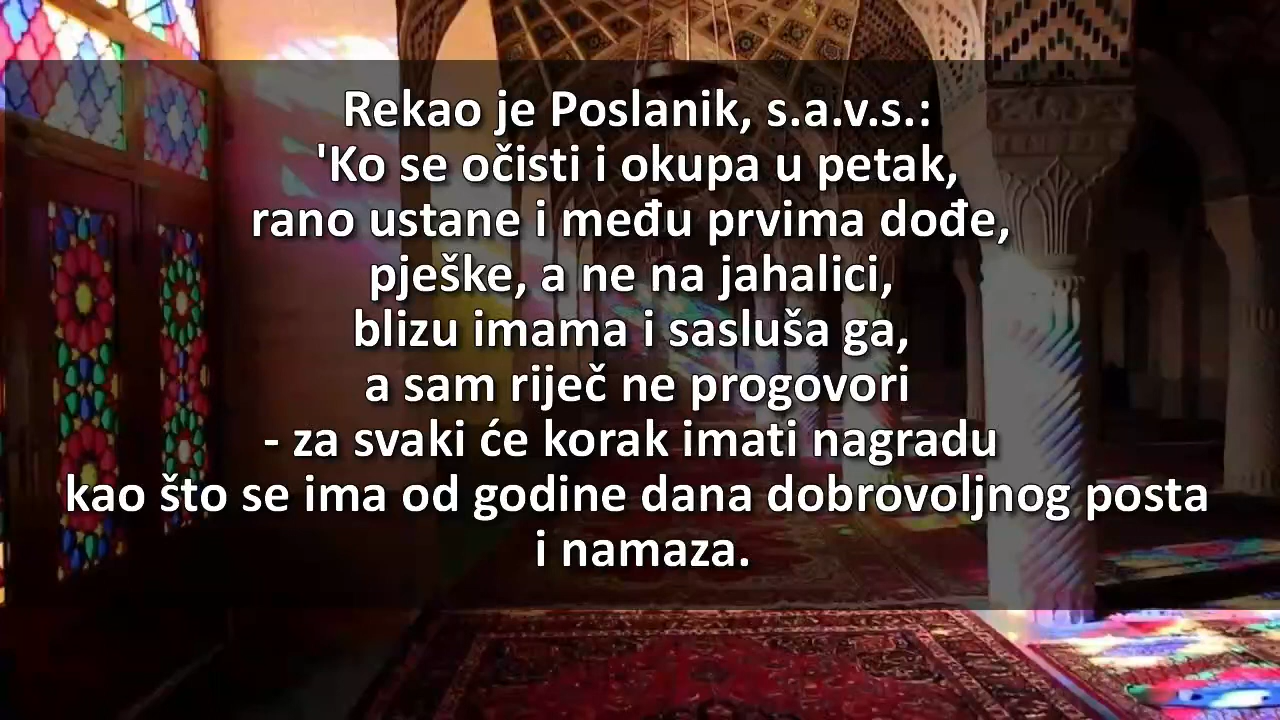 Rekao je Poslanik, s.a.v.s.:
'Ko se očisti i okupa u petak,
rano ustane i među prvima dođe,
pješke, a ne na jahalici,
blizu imama i sasluša ga,
a sam riječ ne progovori
- za svaki će korak imati nagradu
kao što se ima od godine dana dobrovoljnog posta
i namaza.